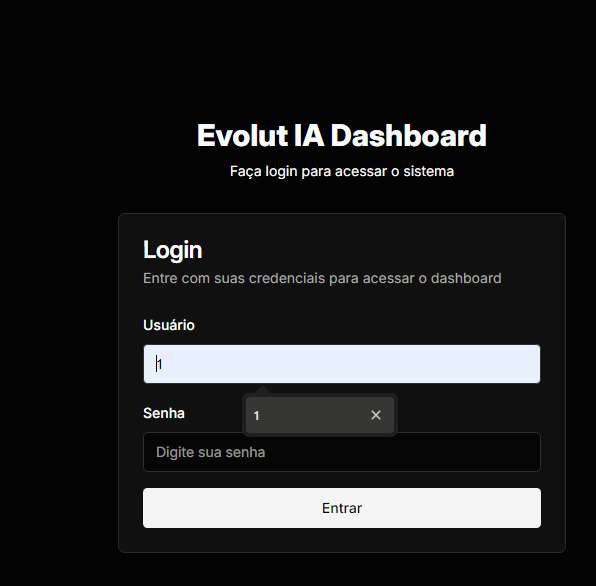 Evolut IA Dashboard
Faça login para acessar o sistema
Login
Entre com suas credenciais para acessar o dashboard
Usuário
1
1
Senha
Digite sua senha
Entrar